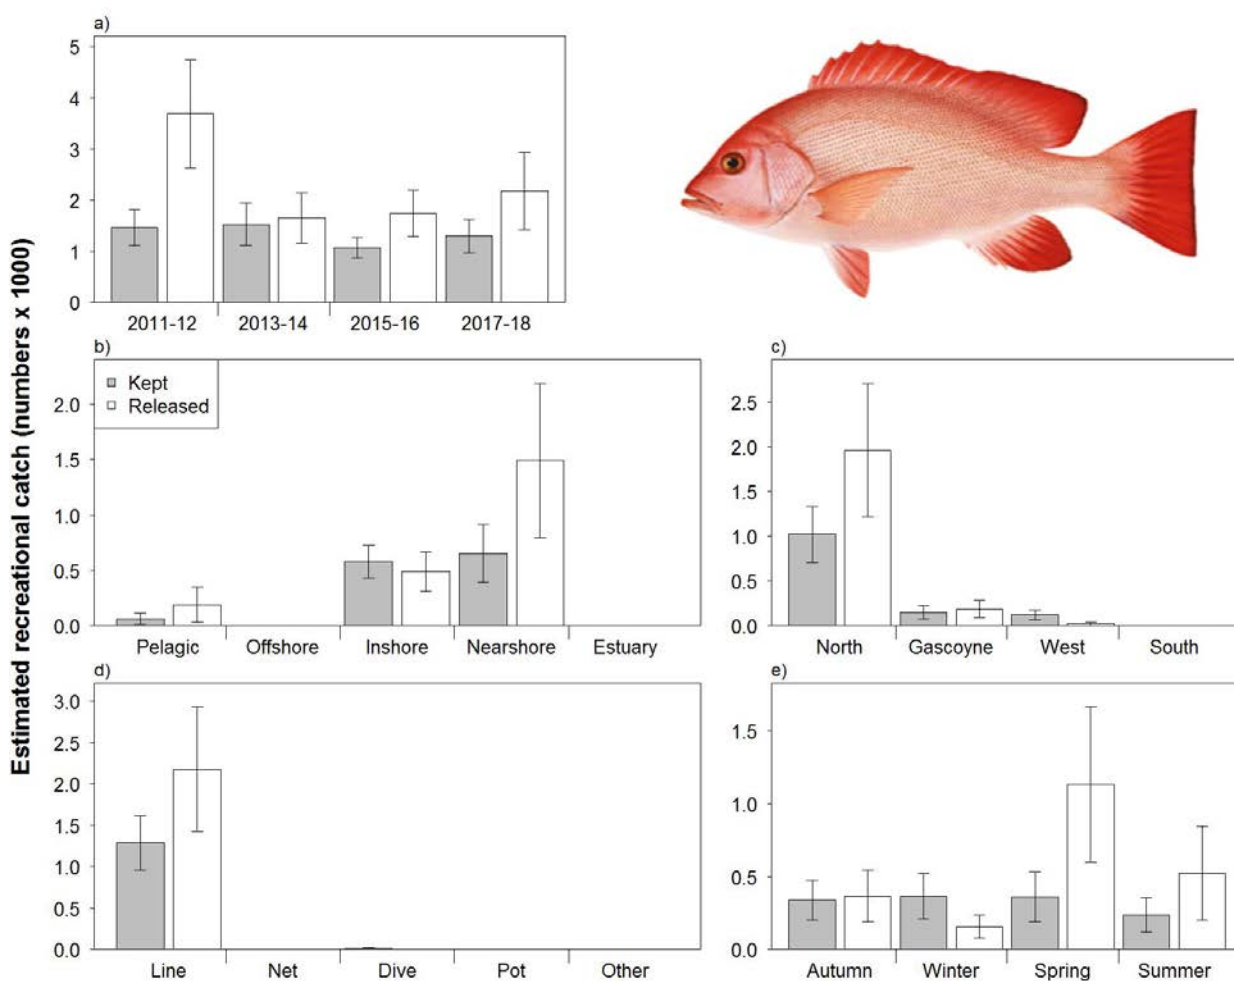 a)
5
4
3
2
1
0
2011-12 2013-14 2015-16 2017-18
Estimated recreational catch (numbers x 1000)
b)
Kept
Released
2.0
1.5
1.0
0.5
0.0
Pelagic Offshore Inshore Nearshore Estuary
c)
2.5
2.0
1.5
1.0
0.5
0.0
North Gascoyne West South
d)
3.0
2.5
2.0
1.5
1.0
0.5
0.0
Line Net Dive Pot Other
e)
1.5
1.0
0.5
0.0
Autumn Winter Spring Summer